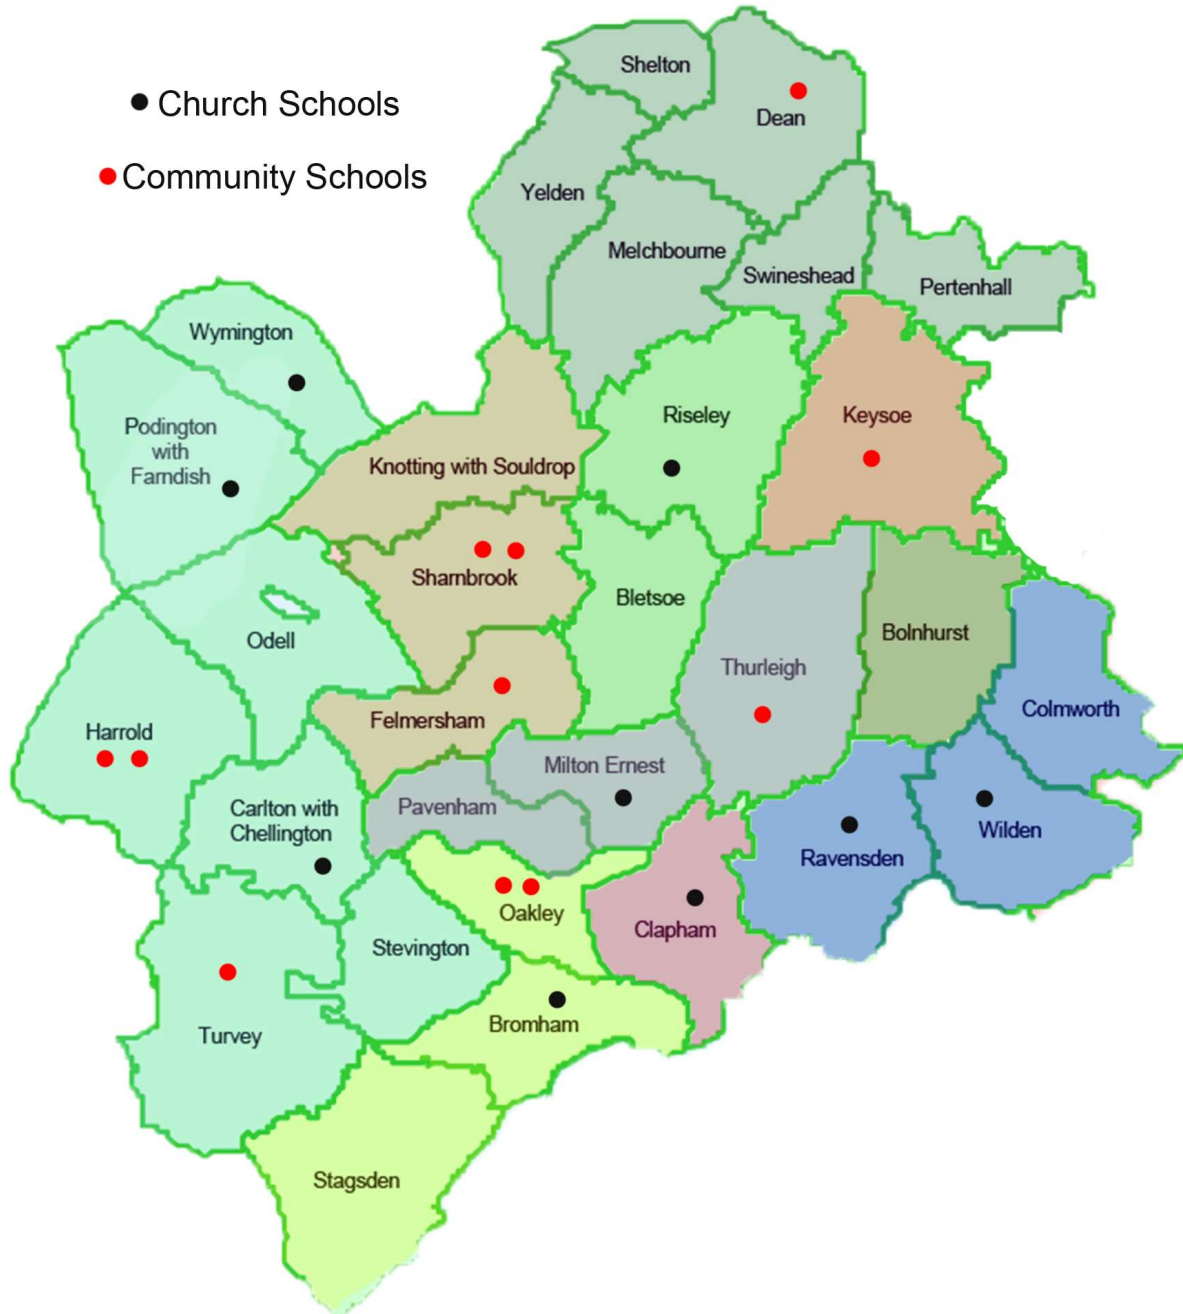 Church Schools
Community Schools
Shelton
Dean
Yelden
Melchbourne
Swineshead
Pertenhall
Wymington
Podington
with
Farndish
Knotting with Souldrop
Riseley
Keysoe
Sharnbrook
Bletsoe
Odell
Bolnhurst
Thurleigh
Colmworth
Harrold
Felmersham
Milton Ernest
Carlton with
Chellington
Pavenham
Ravensden
Wilden
Oakley
Clapham
Stevington
Bromham
Turvey
Stagsden